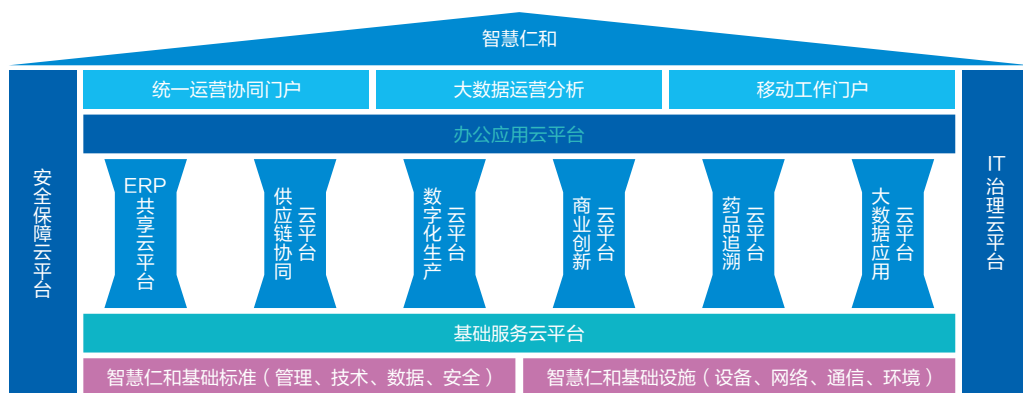 智慧仁和
统一运营协同门户
大数据运营分析
移动工作门户
办公应用云平台
安全保障云平台
ERP共享云平台
供应链协同
云平台
数字化生产
云平台
商业创新
云平台
药品追溯
云平台
大数据应用
云平台
IT治理云平台
基础服务云平台
智慧仁和基础标准（管理、技术、数据、安全）
智慧仁和基础设施（设备、网络、通信、环境）